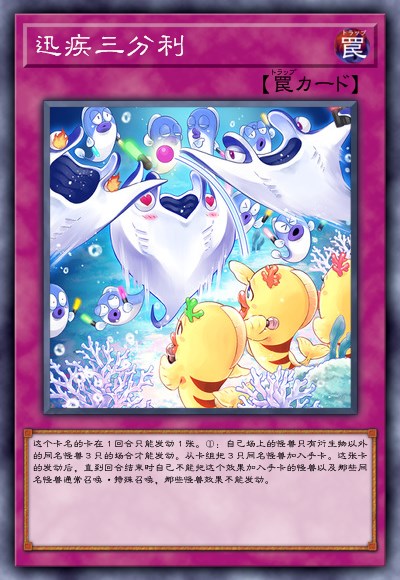 迅疾三分利
トラップ
罠
トラップ
【罠カード】
这个卡名的卡在1回合只能发动1张。①：自己场上的怪兽只有衍生物以外
的同名怪兽3只的场合才能发动。从卡组把3只同名怪兽加入手卡。这张卡
的发动后，直到回合结束时自己不能把这个效果加入手卡的怪兽以及那些同
名怪兽通常召唤·特殊召唤，那些怪兽效果不能发动。